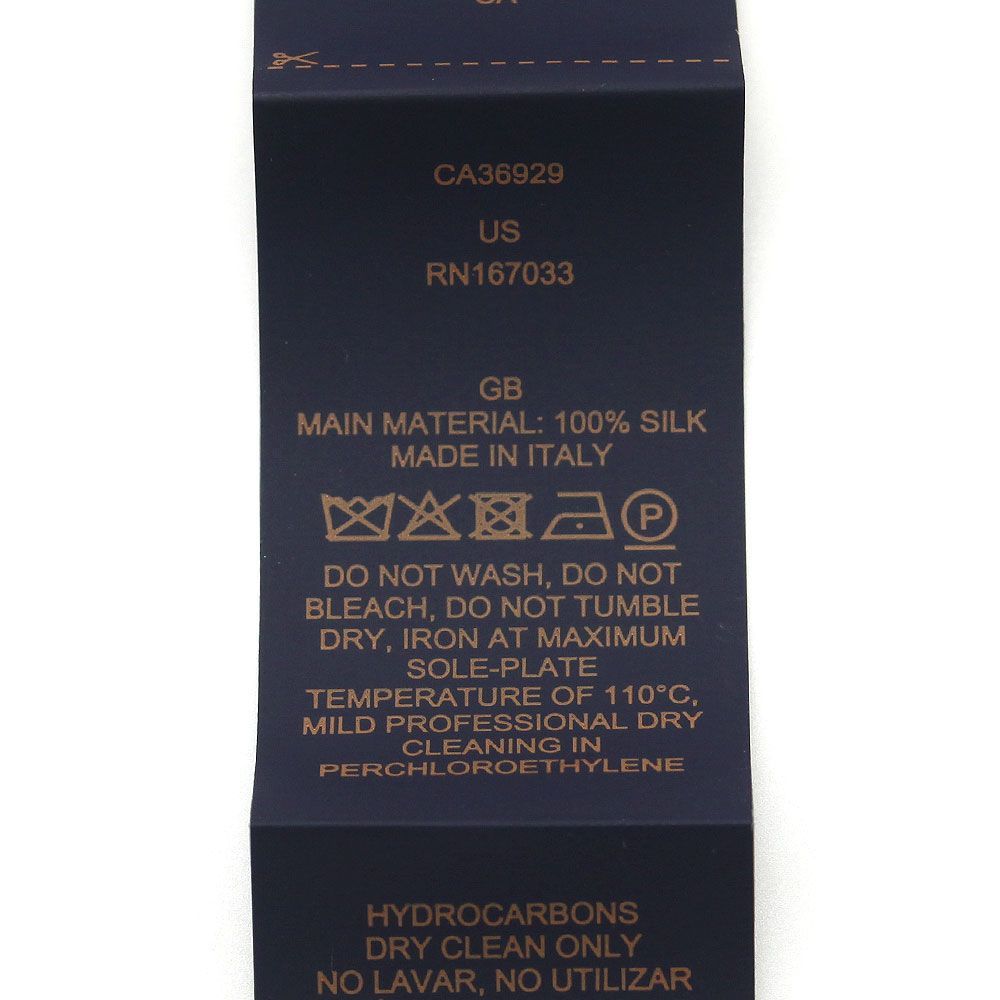 CA
CA36929
US
RN167033
GB
MAIN MATERIAL: 100% SILK
MADE IN ITALY
P
DO NOT WASH, DO NOT
BLEACH, DO NOT TUMBLE
DRY, IRON AT MAXIMUM
SOLE-PLATE
TEMPERATURE OF 110°C,
MILD PROFESSIONAL DRY
CLEANING IN
PERCHLOROETHYLENE
HYDROCARBONS
DRY CLEAN ONLY
NO LAVAR, NO UTILIZAR